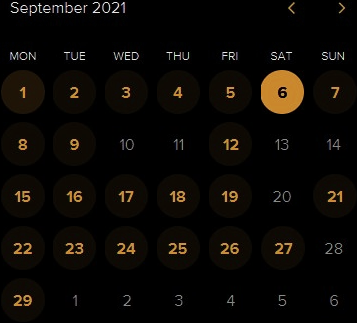 September 2021
MON TUE WED THU FRI SAT SUN
1 2 3 4 5 6 7
8 9 10 11 12 13 14
15 16 17 18 19 20 21
22 23 24 25 26 27 28
29 1 2 3 4 5 6